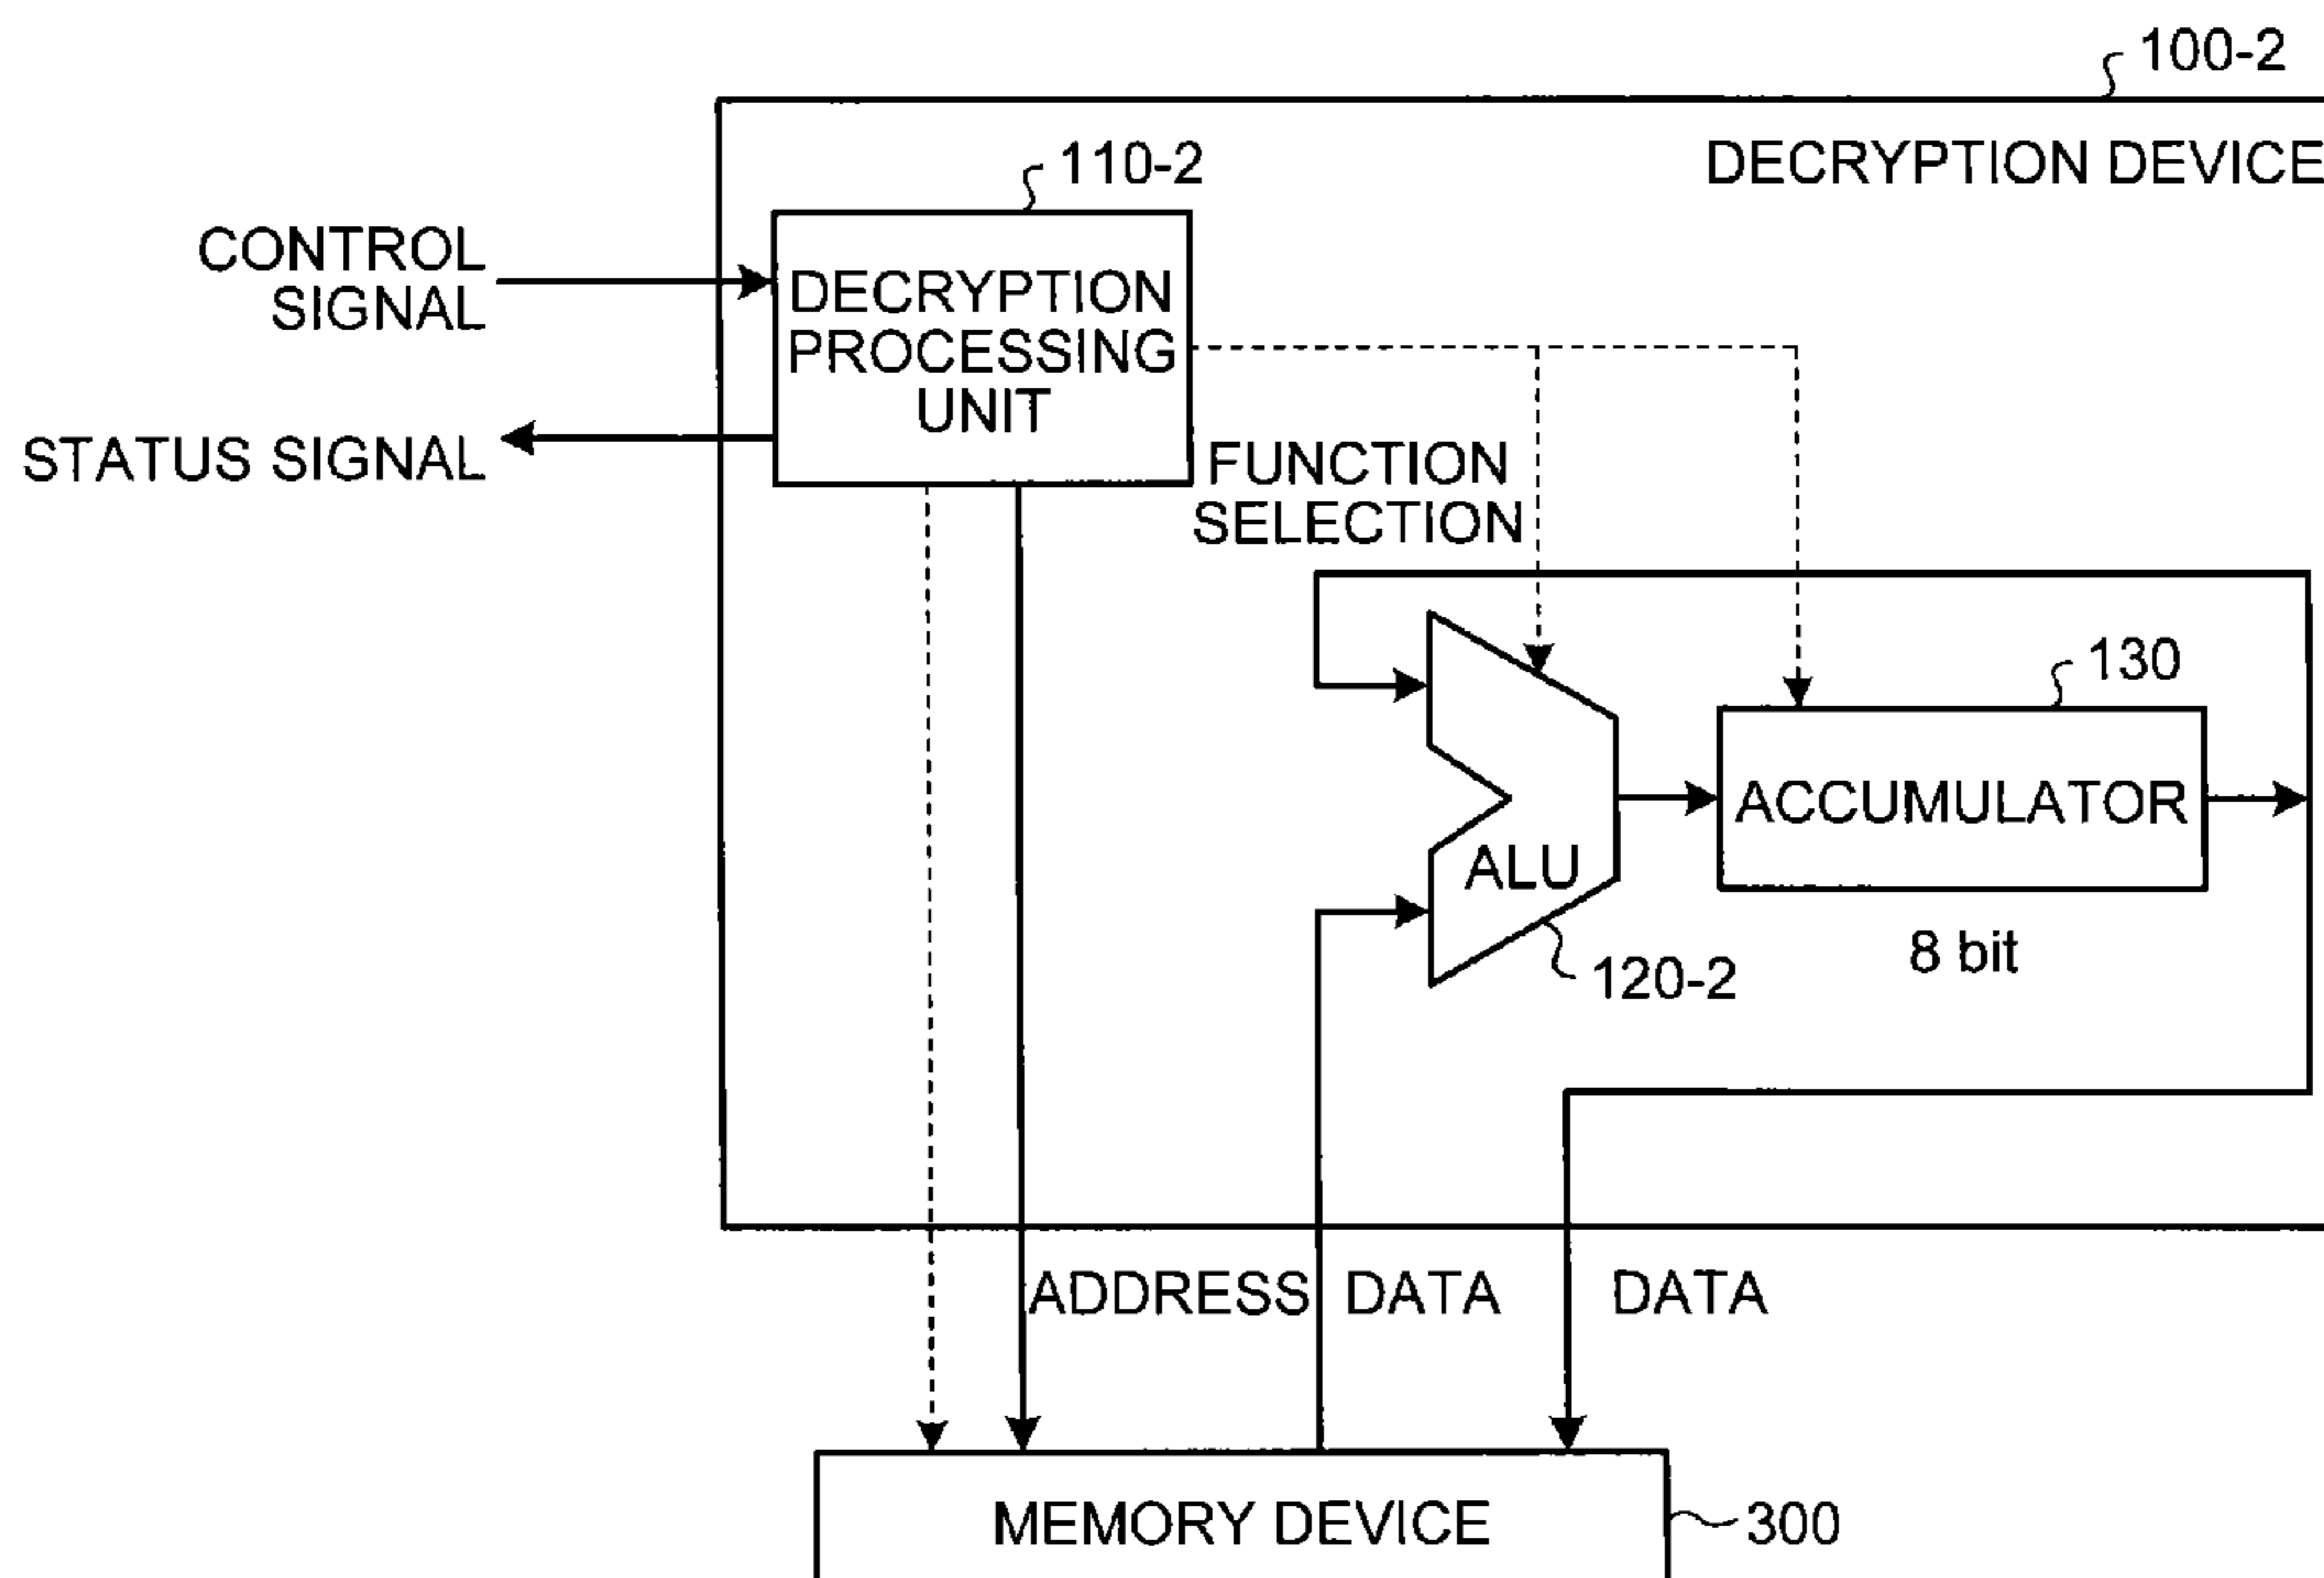 100-2
DECRYPTION DEVICE
110-2
CONTROL
SIGNAL
DECRYPTION
PROCESSING
UNIT
STATUS SIGNAL
FUNCTION
SELECTION
130
ACCUMULATOR
ALU
8 bit
120-2
ADDRESS
DATA
DATA
MEMORY DEVICE
300